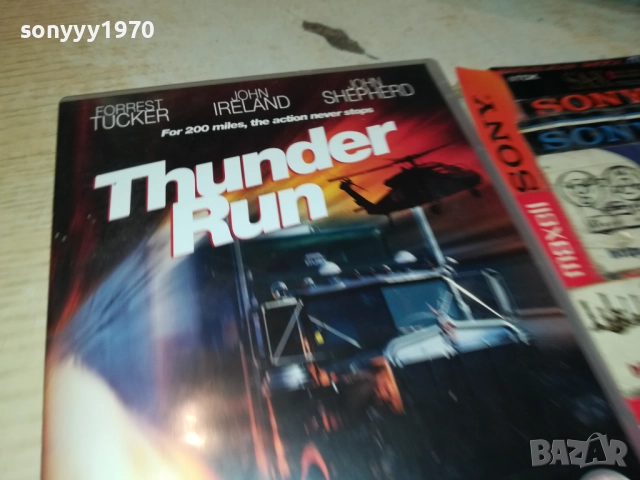 sonyyy1970
FORREST TUCKER
JOHN IRELAND
JOHN SHEPHERD
For 200 miles, the action never stops
Thunder
Run
SONY
maxell
TDK
SONY
BAZAR